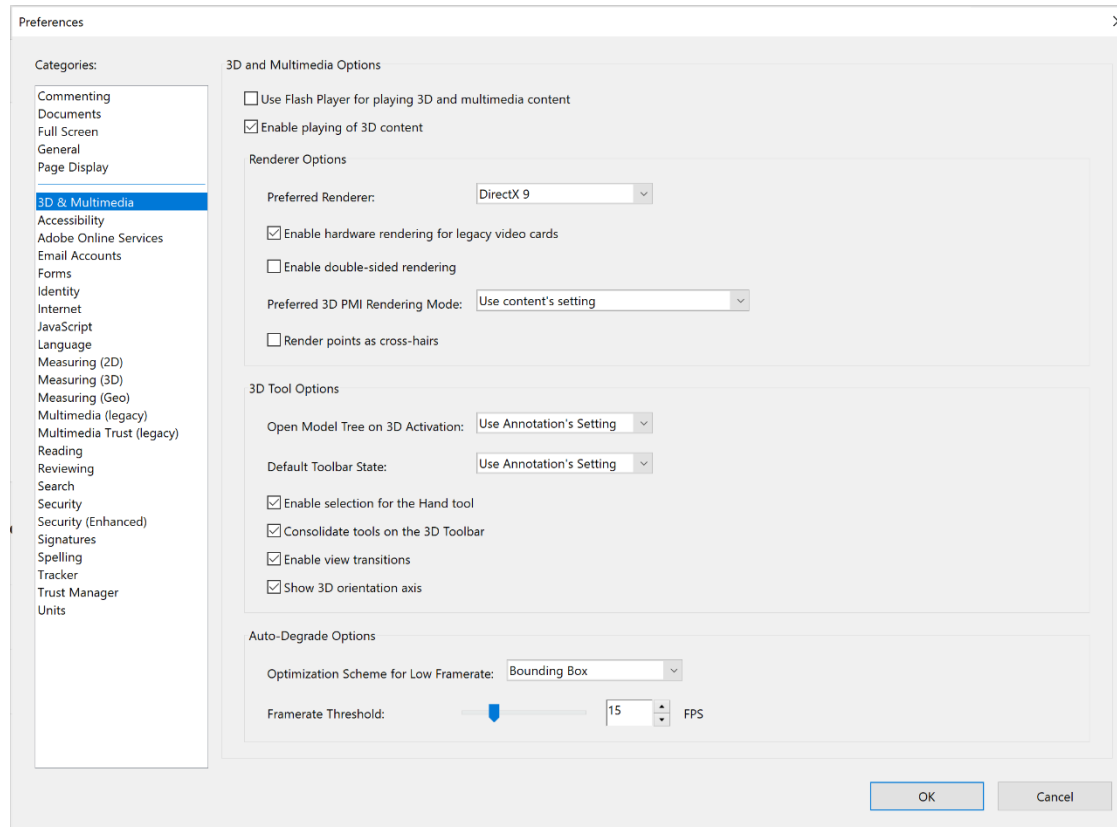 Preferences
Categories:
Commenting
Documents
Full Screen
General
Page Display
3D & Multimedia
Accessibility
Adobe Online Services
Email Accounts
Forms
Identity
Internet
JavaScript
Language
Measuring (2D)
Measuring (3D)
Measuring (Geo)
Multimedia (legacy)
Multimedia Trust (legacy)
Reading
Reviewing
Search
Security
Security (Enhanced)
Signatures
Spelling
Tracker
Trust Manager
Units
3D and Multimedia Options
Use Flash Player for playing 3D and multimedia content
Enable playing of 3D content
Renderer Options
Preferred Renderer: DirectX 9
Enable hardware rendering for legacy video cards
Enable double-sided rendering
Preferred 3D PMI Rendering Mode: Use content's setting
Render points as cross-hairs
3D Tool Options
Open Model Tree on 3D Activation: Use Annotation's Setting
Default Toolbar State: Use Annotation's Setting
Enable selection for the Hand tool
Consolidate tools on the 3D Toolbar
Enable view transitions
Show 3D orientation axis
Auto-Degrade Options
Optimization Scheme for Low Framerate: Bounding Box
Framerate Threshold: 15 FPS
OK Cancel